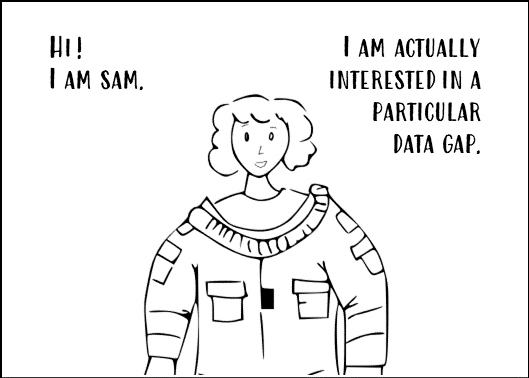 Hi!
I am sam.
I am actually
interested in a
particular
data gap.